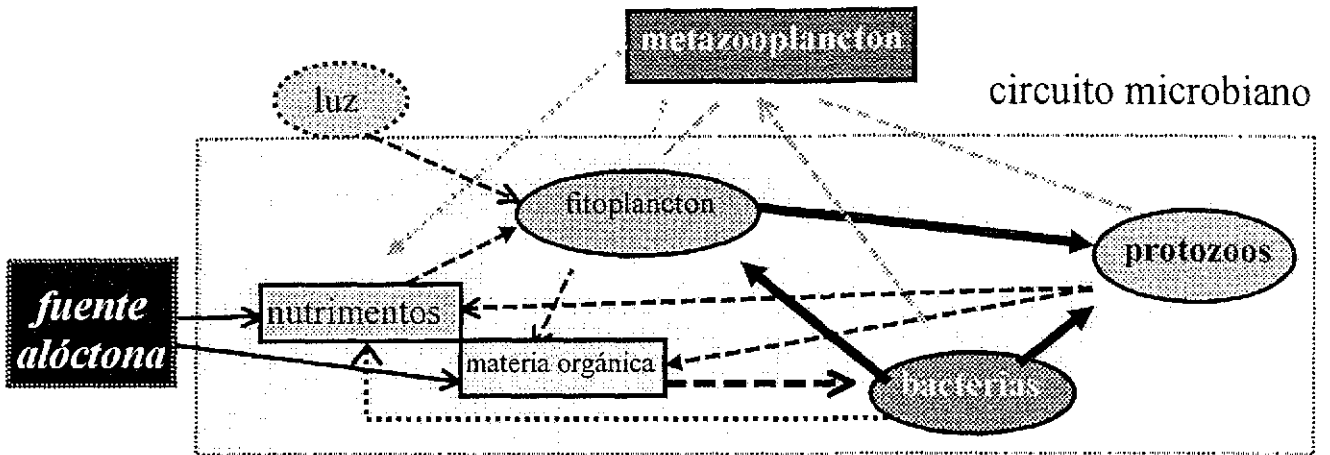 metazooplancton
luz
circuito microbiano
fitoplancton
protozoos
fuente
alóctona
nutrimentos
materia orgánica
bacterias